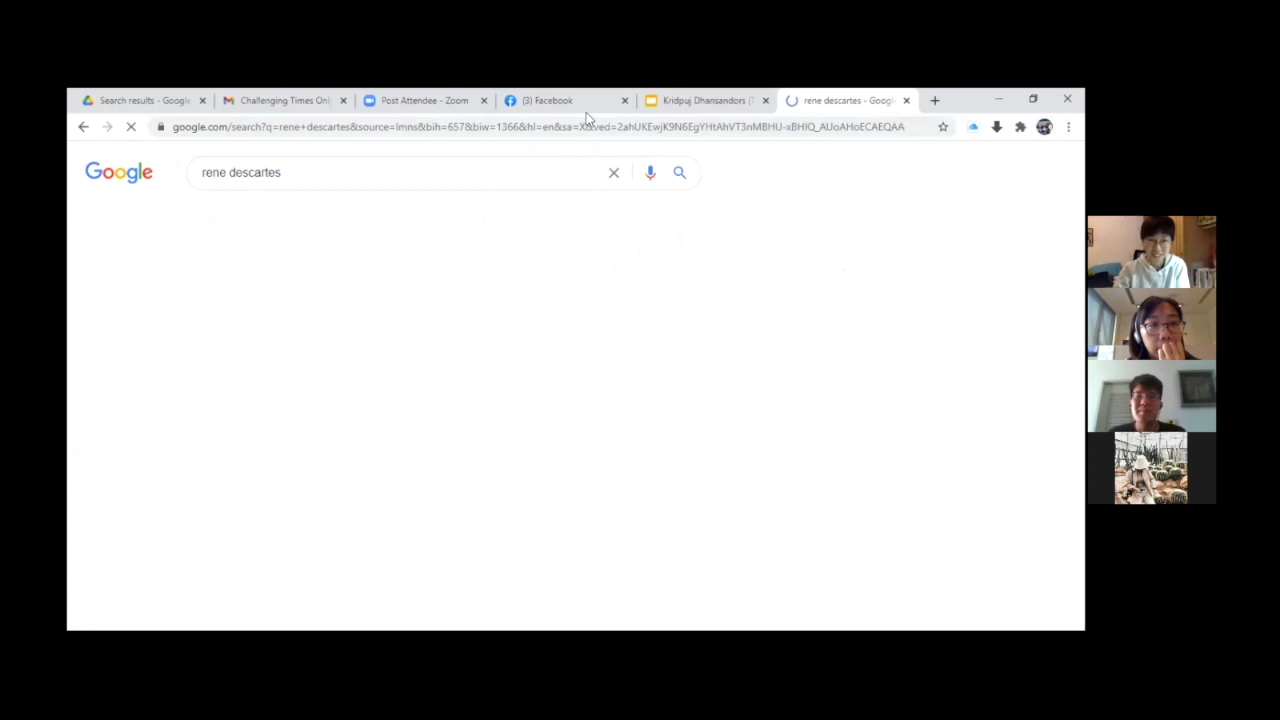 Search results - Google
Challenging Times Onl
Post Attendee - Zoom
(3) Facebook
Kridpuj Dhansandors (
rene descartes - Googl
google.com/search?q=rene+descartes&source=lmns&bih=657&biw=1366&hl=en&sa=X&ved=2ahUKEwjK9N6EgYHtAhVT3nMBHU-xBHIQ_AUoAHoECAEQAA
Google
rene descartes